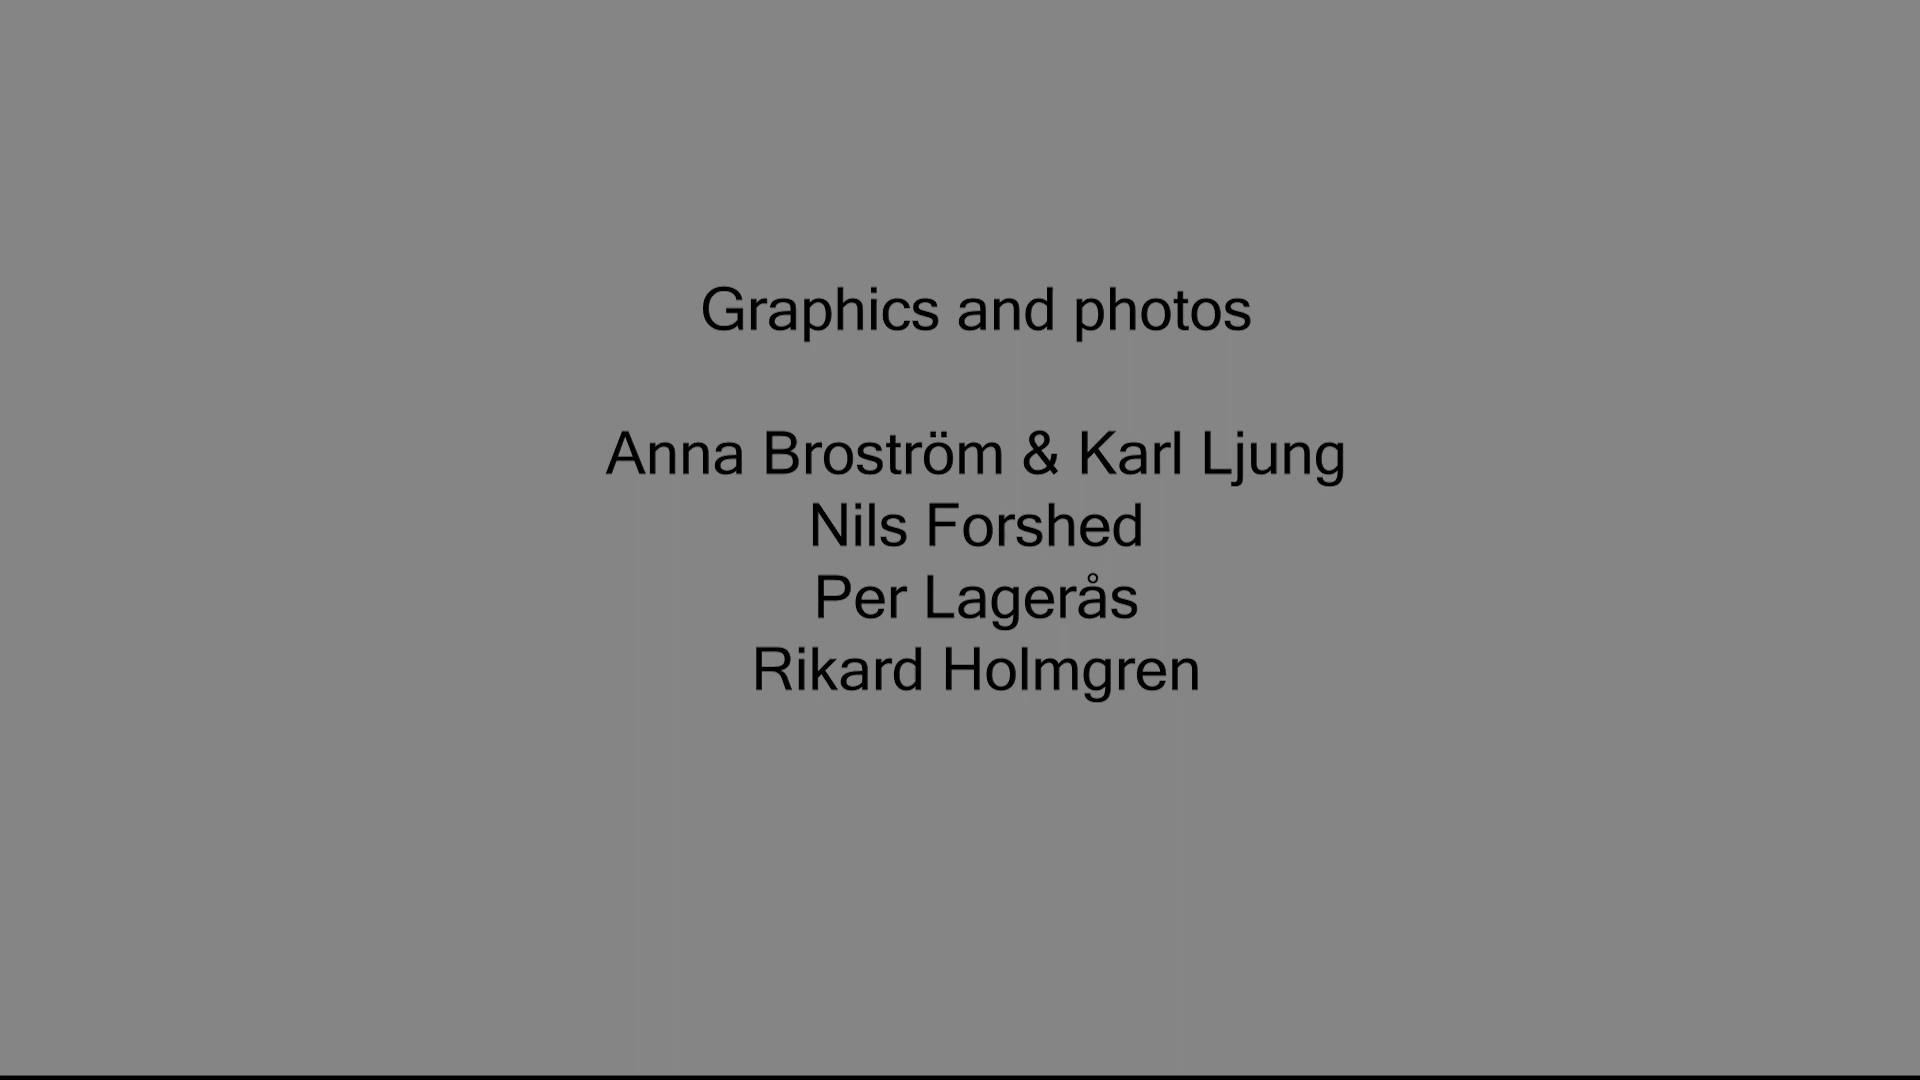 Graphics and photos
Anna Broström & Karl Ljung
Nils Forshed
Per Lagerås
Rikard Holmgren